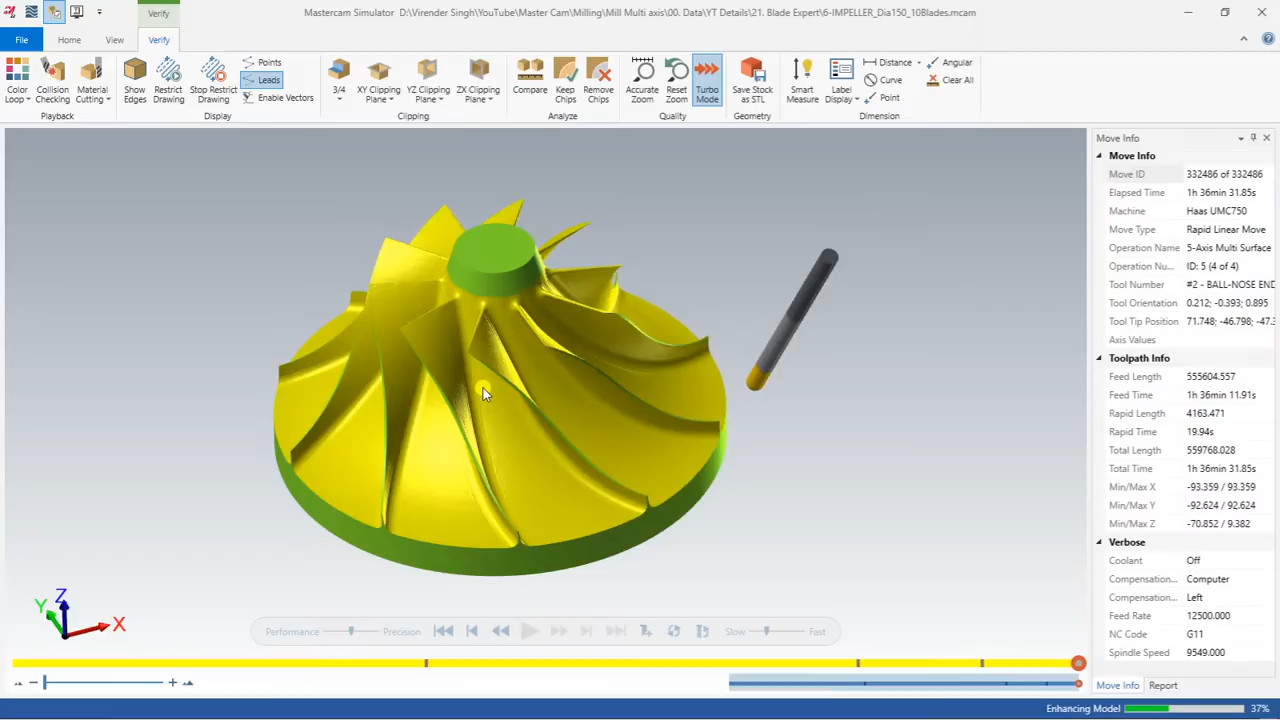 Verify
Mastercam Simulator D:\Virender Singh\YouTube\Master Cam\Milling\Mill Multi axis\00. Data\YT Details\21. Blade Expert\6-IMPELLER_Dia150_10Blades.mcam
File Home View Verify
Color Loop Collision Checking Material Cutting
Playback
Show Edges Restrict Drawing Stop Restrict Drawing Points Leads Enable Vectors
Display
3/4 XY Clipping Plane YZ Clipping Plane ZX Clipping Plane
Clipping
Compare Keep Chips Remove Chips
Analyze
Accurate Zoom Reset Zoom Turbo Mode
Quality
Save Stock as STL
Geometry
Smart Measure Label Display Distance Curve Point Angular Clear All
Dimension
Move Info
Move Info
Move ID 332486 of 332486
Elapsed Time 1h 36min 31.85s
Machine Haas UMC750
Move Type Rapid Linear Move
Operation Name 5-Axis Multi Surface
Operation Nu... ID: 5 (4 of 4)
Tool Number #2 - BALL-NOSE END
Tool Orientation 0.212; -0.393; 0.895
Tool Tip Position 71.748; -46.798; -47.3
Axis Values
Toolpath Info
Feed Length 555604.557
Feed Time 1h 36min 11.91s
Rapid Length 4163.471
Rapid Time 19.94s
Total Length 559768.028
Total Time 1h 36min 31.85s
Min/Max X -93.359 / 93.359
Min/Max Y -92.624 / 92.624
Min/Max Z -70.852 / 9.382
Verbose
Coolant Off
Compensation... Computer
Compensation... Left
Feed Rate 12500.000
NC Code G11
Spindle Speed 9549.000
Z
Y
X
Performance Precision Slow Fast
Move Info Report
Enhancing Model 37%